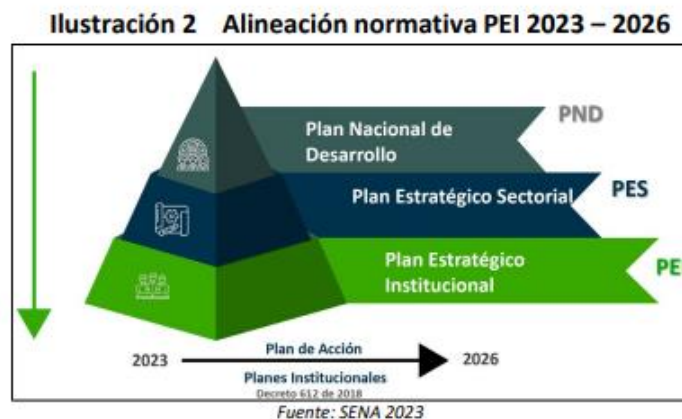 Ilustración 2 Alineación normativa PEI 2023 – 2026
PND
Plan Nacional de
Desarrollo
Plan Estratégico Sectorial
PES
Plan Estratégico
Institucional
PE
Plan de Acción
2023
2026
Planes Institucionales
Decreto 612 de 2018
Fuente: SENA 2023